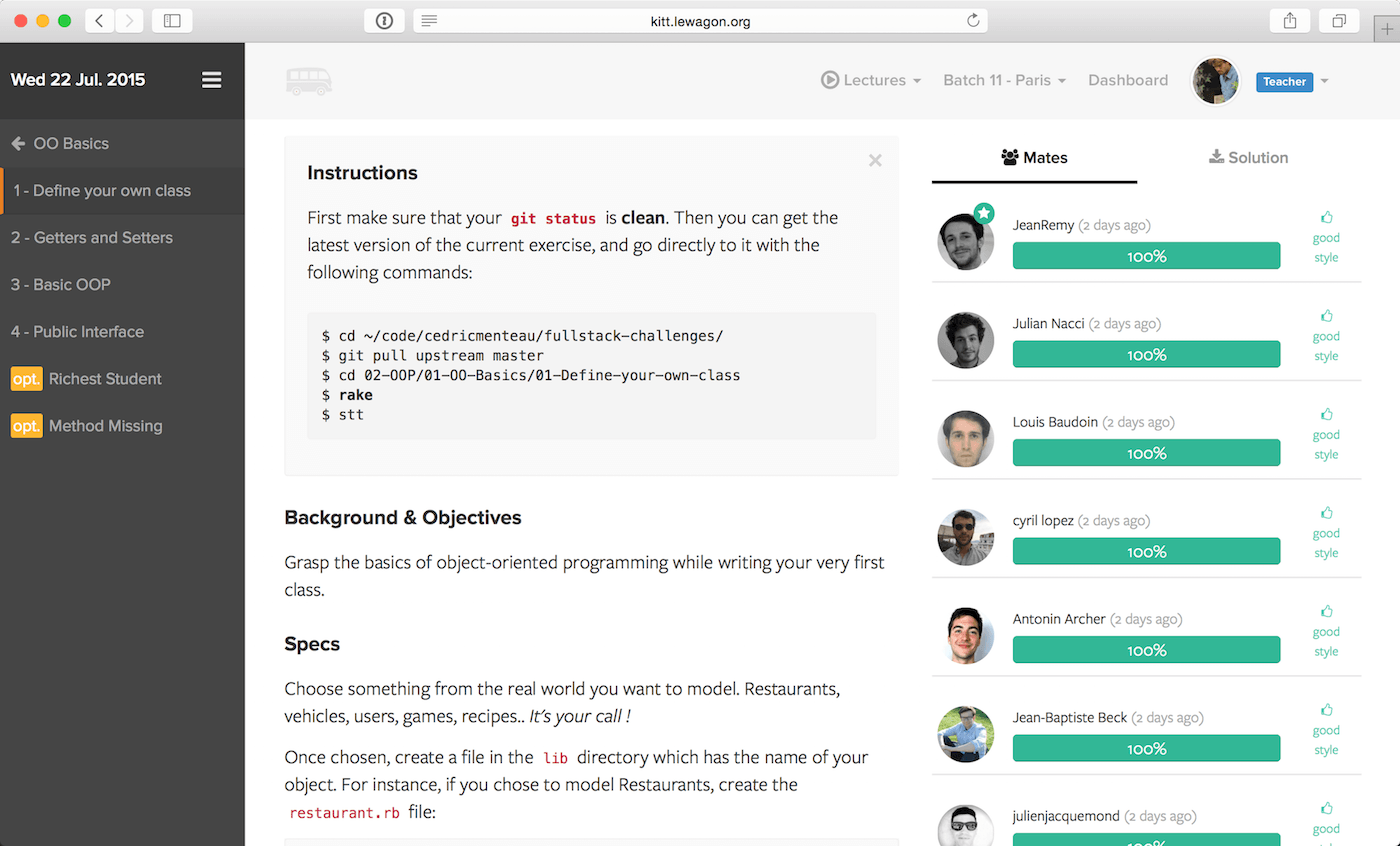 kitt.lewagon.org
Wed 22 Jul. 2015
Lectures
Batch 11 - Paris
Dashboard
Teacher
OO Basics
1 - Define your own class
2 - Getters and Setters
3 - Basic OOP
4 - Public Interface
opt. Richest Student
opt. Method Missing
Instructions
First make sure that your git status is clean. Then you can get the
latest version of the current exercise, and go directly to it with the
following commands:
$ cd ~/code/cedricmenteau/fullstack-challenges/
$ git pull upstream master
$ cd 02-OOP/01-OO-Basics/01-Define-your-own-class
$ rake
$ stt
Background & Objectives
Grasp the basics of object-oriented programming while writing your very first
class.
Specs
Choose something from the real world you want to model. Restaurants,
vehicles, users, games, recipes.. It's your call !
Once chosen, create a file in the lib directory which has the name of your
object. For instance, if you chose to model Restaurants, create the
restaurant.rb file:
Mates
Solution
JeanRemy (2 days ago)
100%
good
style
Julian Nacci (2 days ago)
100%
good
style
Louis Baudoin (2 days ago)
100%
good
style
cyril lopez (2 days ago)
100%
good
style
Antonin Archer (2 days ago)
100%
good
style
Jean-Baptiste Beck (2 days ago)
100%
good
style
julienjacquemond (2 days ago)
100%
good